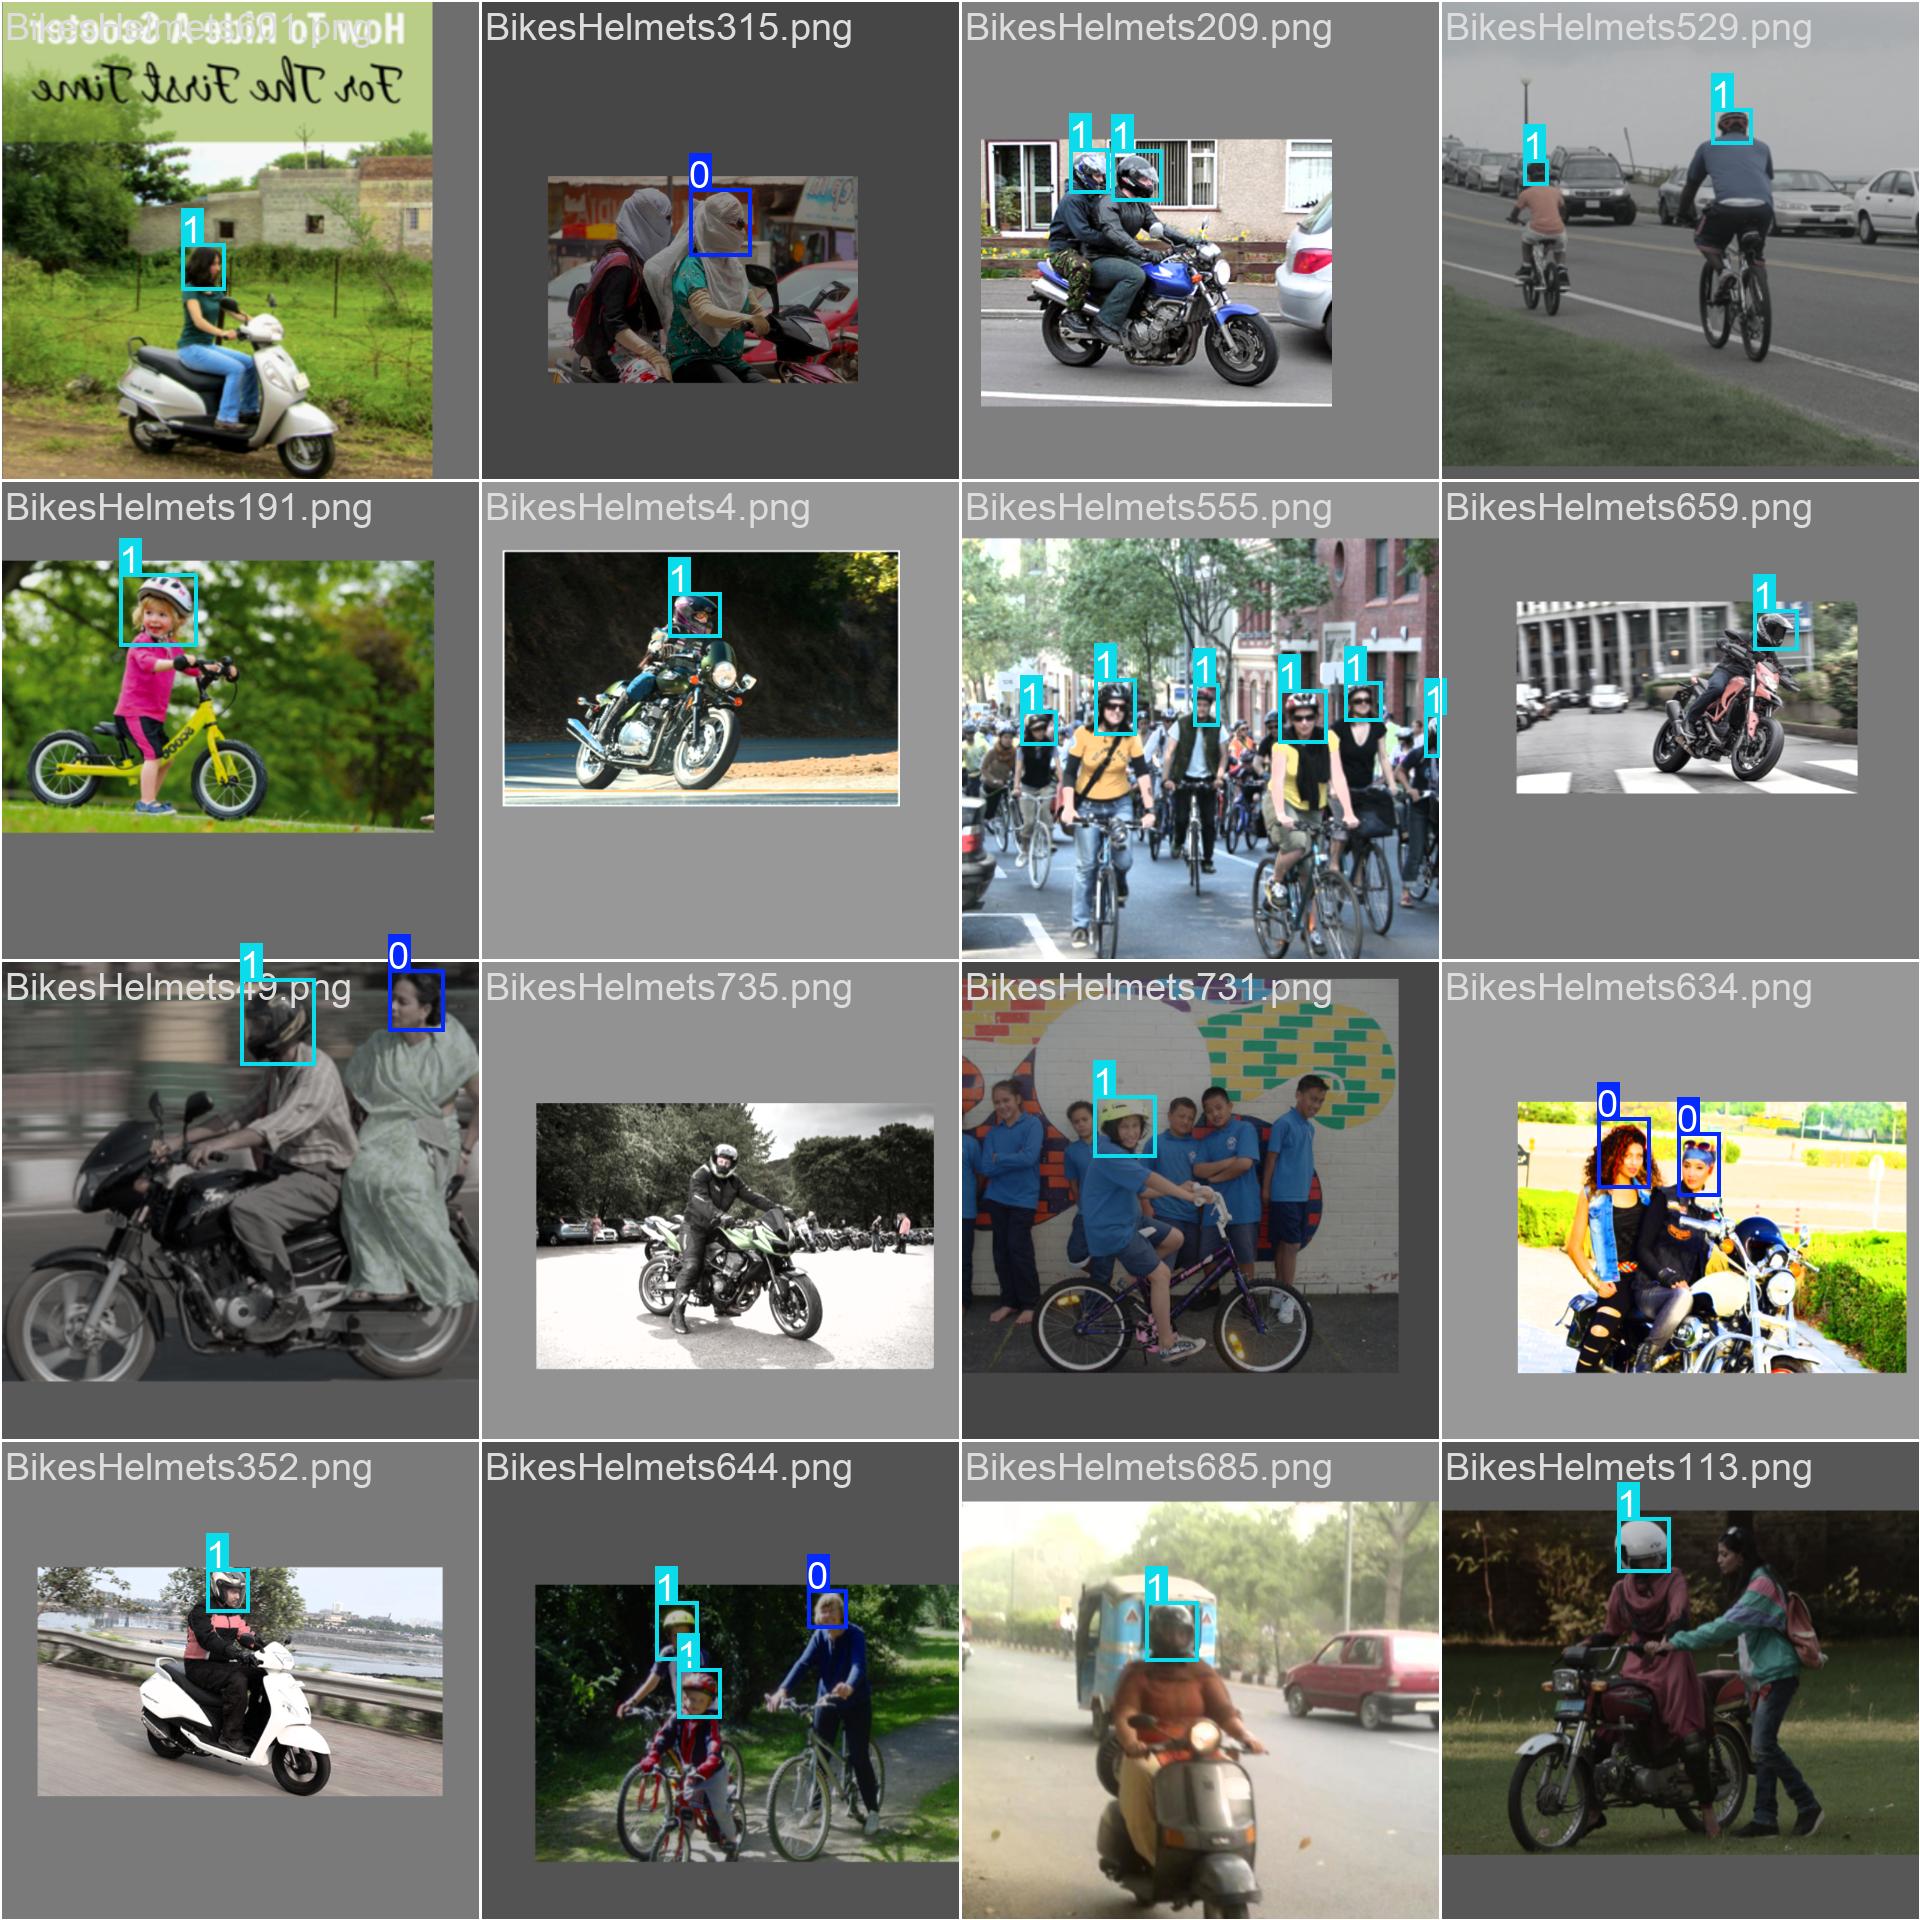 BikesHelmets601.png
How To Ride A Scooter
For The First Time
1
BikesHelmets315.png
0
BikesHelmets209.png
1 1
BikesHelmets529.png
1
1
BikesHelmets191.png
1
BikesHelmets4.png
1
BikesHelmets555.png
1 1 1 1 1 1
BikesHelmets659.png
1
BikesHelmets49.png
1 0
BikesHelmets735.png
BikesHelmets731.png
1
BikesHelmets634.png
0 0
BikesHelmets352.png
1
BikesHelmets644.png
1 0
1
BikesHelmets685.png
1
BikesHelmets113.png
1